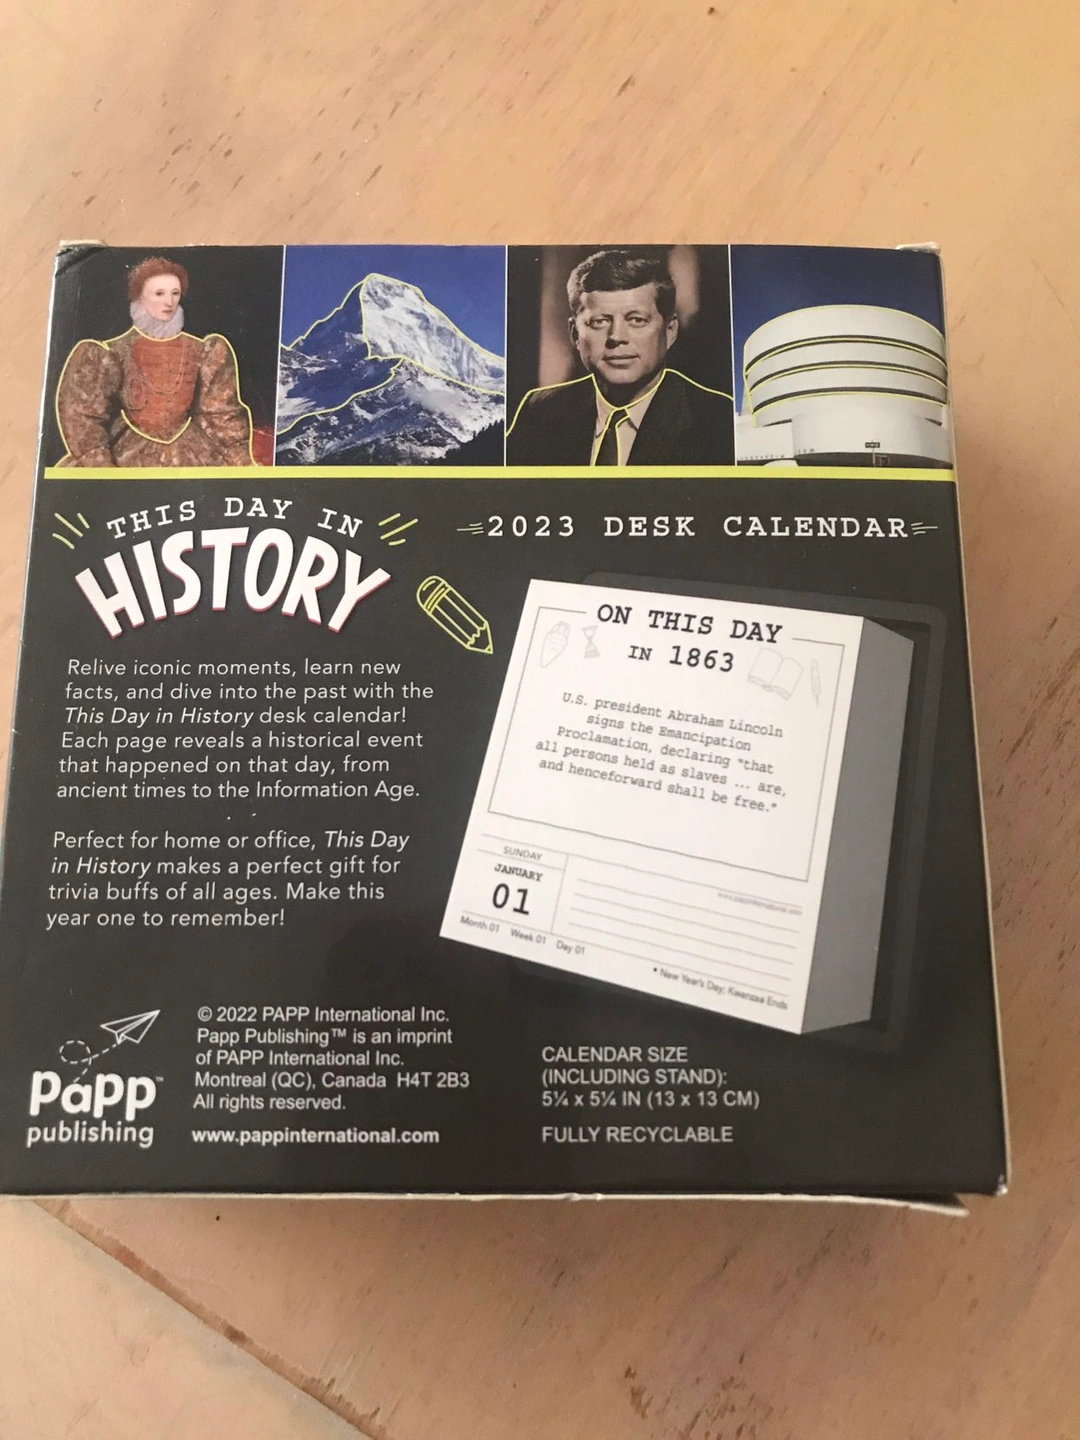 THIS DAY IN
HISTORY
2023 DESK CALENDAR
Relive iconic moments, learn new
facts, and dive into the past with the
This Day in History desk calendar!
Each page reveals a historical event
that happened on that day, from
ancient times to the Information Age.
Perfect for home or office, This Day
in History makes a perfect gift for
trivia buffs of all ages. Make this
year one to remember!
ON THIS DAY
IN 1863
U.S. president Abraham Lincoln
signs the Emancipation
Proclamation, declaring "that
all persons held as slaves ... are,
and henceforward shall be free."
SUNDAY
JANUARY
01
Month 01 Week 01 Day 01
www.pappinternational.com
• New Year's Day; Kwanzaa Ends
PaPP™
publishing
© 2022 PAPP International Inc.
Papp Publishing™ is an imprint
of PAPP International Inc.
Montreal (QC), Canada H4T 2B3
All rights reserved.
www.pappinternational.com
CALENDAR SIZE
(INCLUDING STAND):
5¼ x 5¼ IN (13 x 13 CM)
FULLY RECYCLABLE